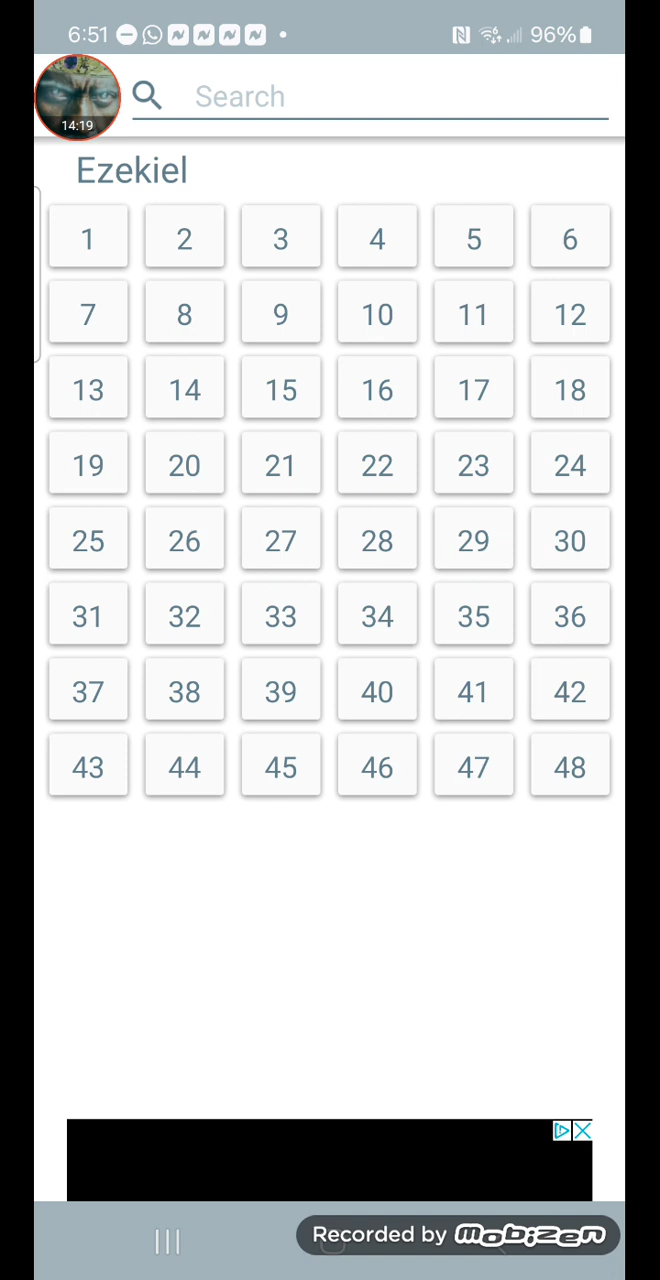 6:51 96%
14:19
Search
Ezekiel
1 2 3 4 5 6
7 8 9 10 11 12
13 14 15 16 17 18
19 20 21 22 23 24
25 26 27 28 29 30
31 32 33 34 35 36
37 38 39 40 41 42
43 44 45 46 47 48
Recorded by mobizen